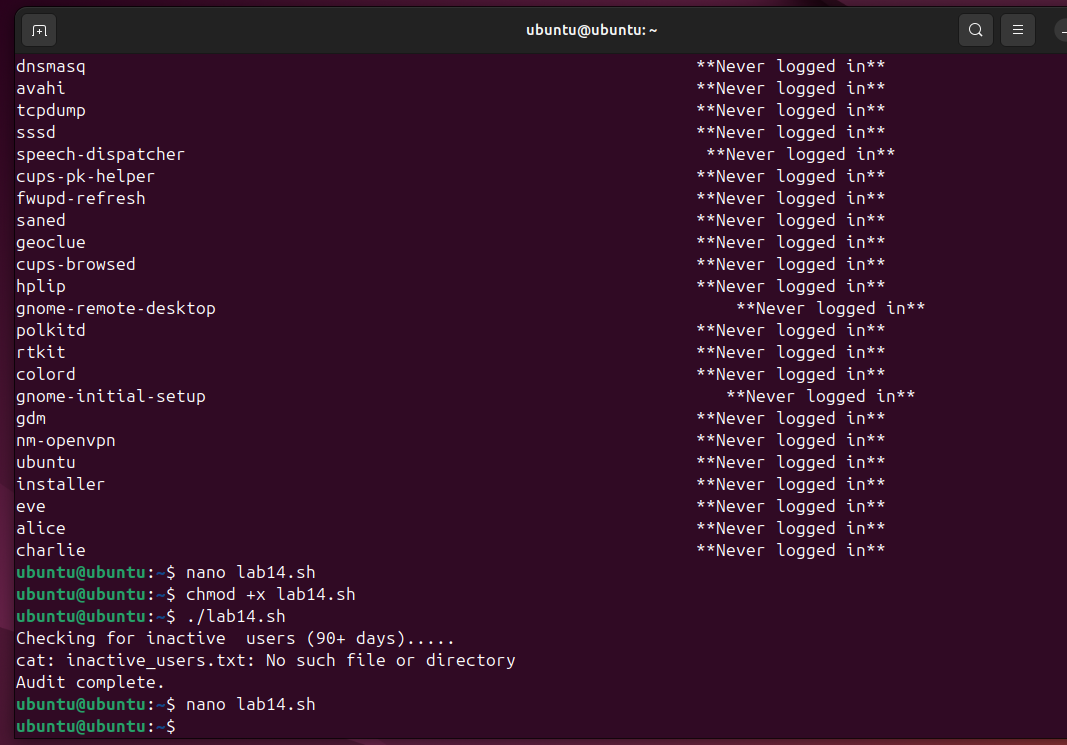 ubuntu@ubuntu: ~
dnsmasq **Never logged in**
avahi **Never logged in**
tcpdump **Never logged in**
sssd **Never logged in**
speech-dispatcher **Never logged in**
cups-pk-helper **Never logged in**
fwupd-refresh **Never logged in**
saned **Never logged in**
geoclue **Never logged in**
cups-browsed **Never logged in**
hplip **Never logged in**
gnome-remote-desktop **Never logged in**
polkitd **Never logged in**
rtkit **Never logged in**
colord **Never logged in**
gnome-initial-setup **Never logged in**
gdm **Never logged in**
nm-openvpn **Never logged in**
ubuntu **Never logged in**
installer **Never logged in**
eve **Never logged in**
alice **Never logged in**
charlie **Never logged in**
ubuntu@ubuntu:~$ nano lab14.sh
ubuntu@ubuntu:~$ chmod +x lab14.sh
ubuntu@ubuntu:~$ ./lab14.sh
Checking for inactive  users (90+ days).....
cat: inactive_users.txt: No such file or directory
Audit complete.
ubuntu@ubuntu:~$ nano lab14.sh
ubuntu@ubuntu:~$